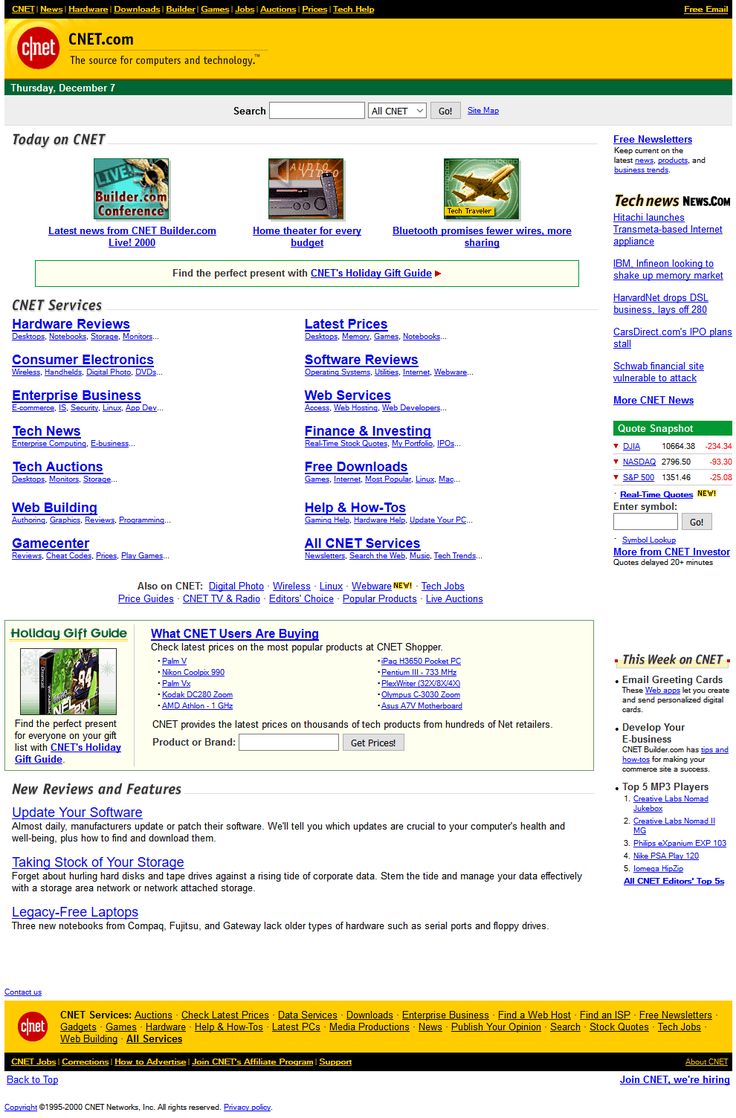 CNET | News | Hardware | Downloads | Builder | Games | Jobs | Auctions | Prices | Tech Help
Free Email
c|net
CNET.com
The source for computers and technology.™
Thursday, December 7
Search
All CNET
Go!
Site Map
Today on CNET
LIVE!
Builder.com
Conference
AUDIO
VIDEO
Tech Traveler
Latest news from CNET Builder.com
Live! 2000
Home theater for every
budget
Bluetooth promises fewer wires, more
sharing
Find the perfect present with CNET's Holiday Gift Guide
CNET Services
Hardware Reviews
Desktops, Notebooks, Storage, Monitors...
Latest Prices
Desktops, Memory, Games, Notebooks...
Consumer Electronics
Wireless, Handhelds, Digital Photo, DVDs...
Software Reviews
Operating Systems, Utilities, Internet, Webware...
Enterprise Business
E-commerce, IS, Security, Linux, App Dev...
Web Services
Access, Web Hosting, Web Developers...
Tech News
Enterprise Computing, E-business...
Finance & Investing
Real-Time Stock Quotes, My Portfolio, IPOs...
Tech Auctions
Desktops, Monitors, Storage...
Free Downloads
Games, Internet, Most Popular, Linux, Mac...
Web Building
Authoring, Graphics, Reviews, Programming...
Help & How-Tos
Gaming Help, Hardware Help, Update Your PC...
Gamecenter
Reviews, Cheat Codes, Prices, Play Games...
All CNET Services
Newsletters, Search the Web, Music, Tech Trends...
Also on CNET: Digital Photo · Wireless · Linux · Webware NEW! · Tech Jobs
Price Guides · CNET TV & Radio · Editors' Choice · Popular Products · Live Auctions
Free Newsletters
Keep current on the
latest news, products, and
business trends.
Tech news NEWS.COM
Hitachi launches
Transmeta-based Internet
appliance
IBM, Infineon looking to
shake up memory market
HarvardNet drops DSL
business, lays off 280
CarsDirect.com's IPO plans
stall
Schwab financial site
vulnerable to attack
More CNET News
Quote Snapshot
DJIA 10664.38 -234.34
NASDAQ 2796.50 -93.30
S&P 500 1351.46 -25.08
· Real-Time Quotes NEW!
Enter symbol:
Go!
· Symbol Lookup
More from CNET Investor
Quotes delayed 20+ minutes
Holiday Gift Guide
Find the perfect present
for everyone on your gift
list with CNET's Holiday
Gift Guide.
What CNET Users Are Buying
Check latest prices on the most popular products at CNET Shopper.
· Palm V
· Nikon Coolpix 990
· Palm Vx
· Kodak DC280 Zoom
· AMD Athlon - 1 GHz
· iPaq H3650 Pocket PC
· Pentium III - 733 MHz
· PlexWriter (32X/8X/4X)
· Olympus C-3030 Zoom
· Asus A7V Motherboard
CNET provides the latest prices on thousands of tech products from hundreds of Net retailers.
Product or Brand:
Get Prices!
This Week on CNET
• Email Greeting Cards
These Web apps let you create
and send personalized digital
cards.
• Develop Your
E-business
CNET Builder.com has tips and
how-tos for making your
commerce site a success.
• Top 5 MP3 Players
1. Creative Labs Nomad
Jukebox
2. Creative Labs Nomad II
MG
3. Philips eXpanium EXP 103
4. Nike PSA Play 120
5. Iomega HipZip
All CNET Editors' Top 5s
New Reviews and Features
Update Your Software
Almost daily, manufacturers update or patch their software. We'll tell you which updates are crucial to your computer's health and
well-being, plus how to find and download them.
Taking Stock of Your Storage
Forget about hurling hard disks and tape drives against a rising tide of corporate data. Stem the tide and manage your data effectively
with a storage area network or network attached storage.
Legacy-Free Laptops
Three new notebooks from Compaq, Fujitsu, and Gateway lack older types of hardware such as serial ports and floppy drives.
Contact us
c|net
CNET Services: Auctions · Check Latest Prices · Data Services · Downloads · Enterprise Business · Find a Web Host · Find an ISP · Free Newsletters ·
Gadgets · Games · Hardware · Help & How-Tos · Latest PCs · Media Productions · News · Publish Your Opinion · Search · Stock Quotes · Tech Jobs ·
Web Building · All Services
CNET Jobs | Corrections | How to Advertise | Join CNET's Affiliate Program | Support
About CNET
Back to Top
Join CNET, we're hiring
Copyright ©1995-2000 CNET Networks, Inc. All rights reserved. Privacy policy.